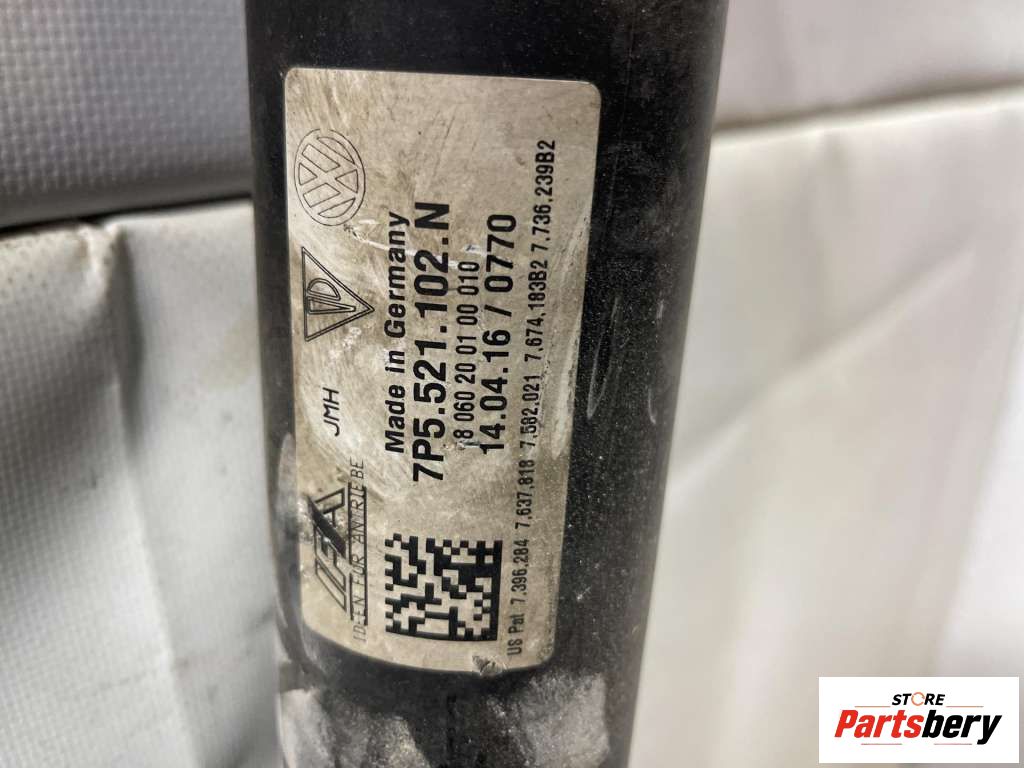 JMH
IFA
IDEEN FÜR ANTRIEBE
Made in Germany
7P5.521.102.N
8 060 20 01 00 010
14.04.16 / 0770
US Pat 7,396,284 7,637,818 7,582,021 7,674,183B2 7,736,239B2
STORE
Partsbery